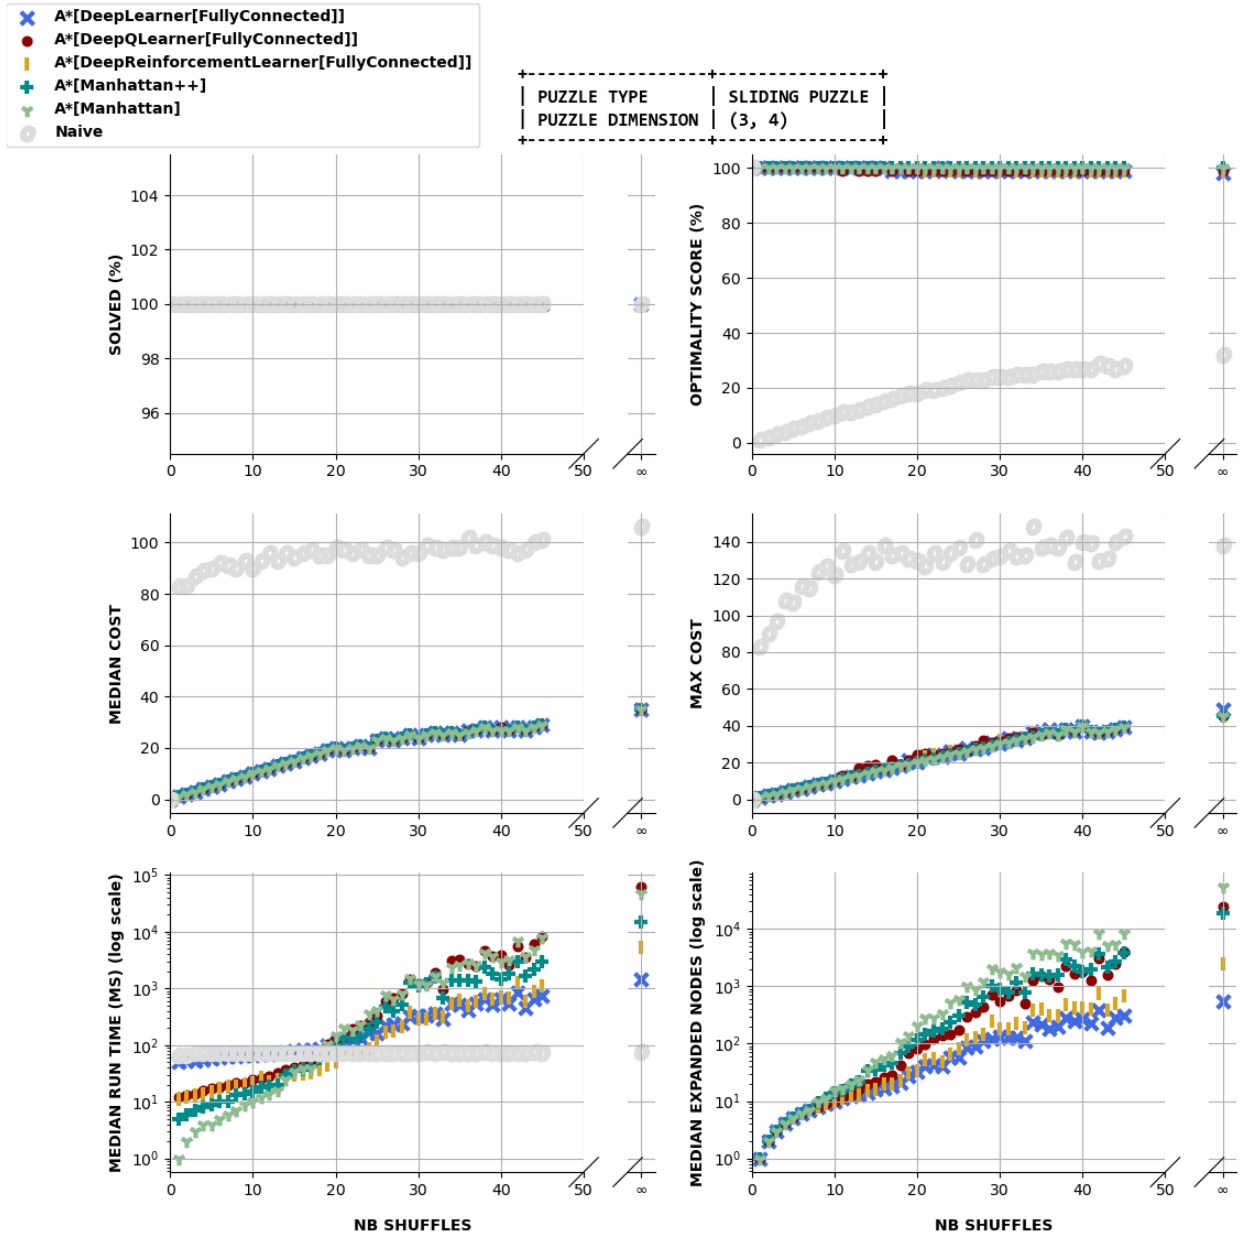 A*[DeepLearner[FullyConnected]]
A*[DeepQLearner[FullyConnected]]
A*[DeepReinforcementLearner[FullyConnected]]
A*[Manhattan++]
A*[Manhattan]
Naive
+------------------+----------------+
| PUZZLE TYPE | SLIDING PUZZLE |
| PUZZLE DIMENSION | (3, 4) |
+------------------+----------------+
SOLVED (%)
104
102
100
98
96
0 10 20 30 40 50 ∞
OPTIMALITY SCORE (%)
100
80
60
40
20
0
0 10 20 30 40 50 ∞
MEDIAN COST
100
80
60
40
20
0
0 10 20 30 40 50 ∞
MAX COST
140
120
100
80
60
40
20
0
0 10 20 30 40 50 ∞
MEDIAN RUN TIME (MS) (log scale)
10⁵
10⁴
10³
10²
10¹
10⁰
0 10 20 30 40 50 ∞
NB SHUFFLES
MEDIAN EXPANDED NODES (log scale)
10⁴
10³
10²
10¹
10⁰
0 10 20 30 40 50 ∞
NB SHUFFLES